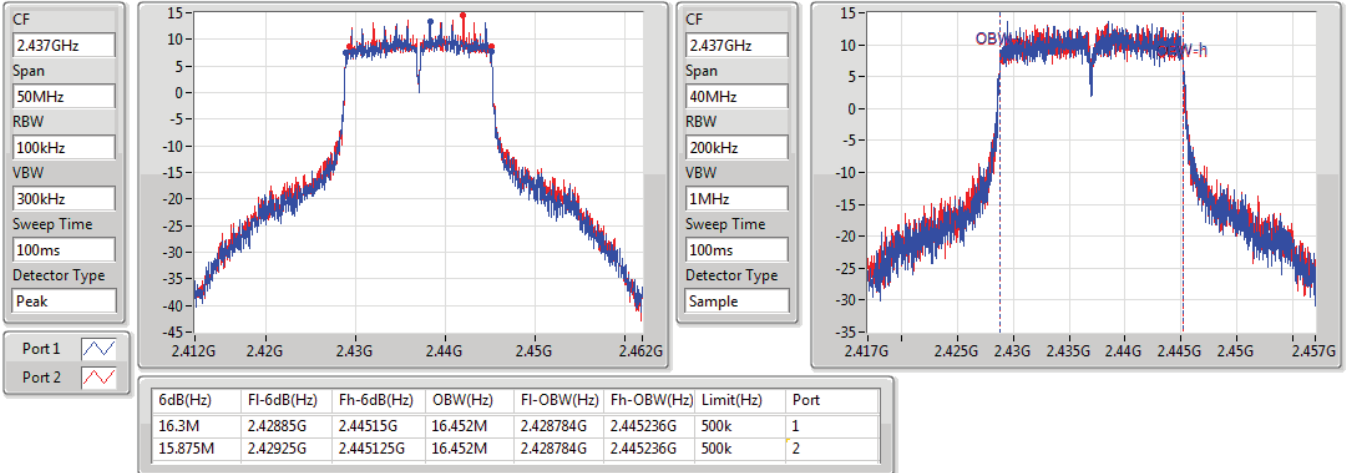 CF
2.437GHz
Span
50MHz
RBW
100kHz
VBW
300kHz
Sweep Time
100ms
Detector Type
Peak
Port 1
Port 2
15
10
5
0
-5
-10
-15
-20
-25
-30
-35
-40
-45
2.412G 2.42G 2.43G 2.44G 2.45G 2.462G
CF
2.437GHz
Span
40MHz
RBW
200kHz
VBW
1MHz
Sweep Time
100ms
Detector Type
Sample
15
10
5
0
-5
-10
-15
-20
-25
-30
-35
2.417G 2.425G 2.43G 2.435G 2.44G 2.445G 2.45G 2.457G
6dB(Hz) Fl-6dB(Hz) Fh-6dB(Hz) OBW(Hz) Fl-OBW(Hz) Fh-OBW(Hz) Limit(Hz) Port
16.3M 2.42885G 2.44515G 16.452M 2.428784G 2.445236G 500k 1
15.875M 2.42925G 2.445125G 16.452M 2.428784G 2.445236G 500k 2